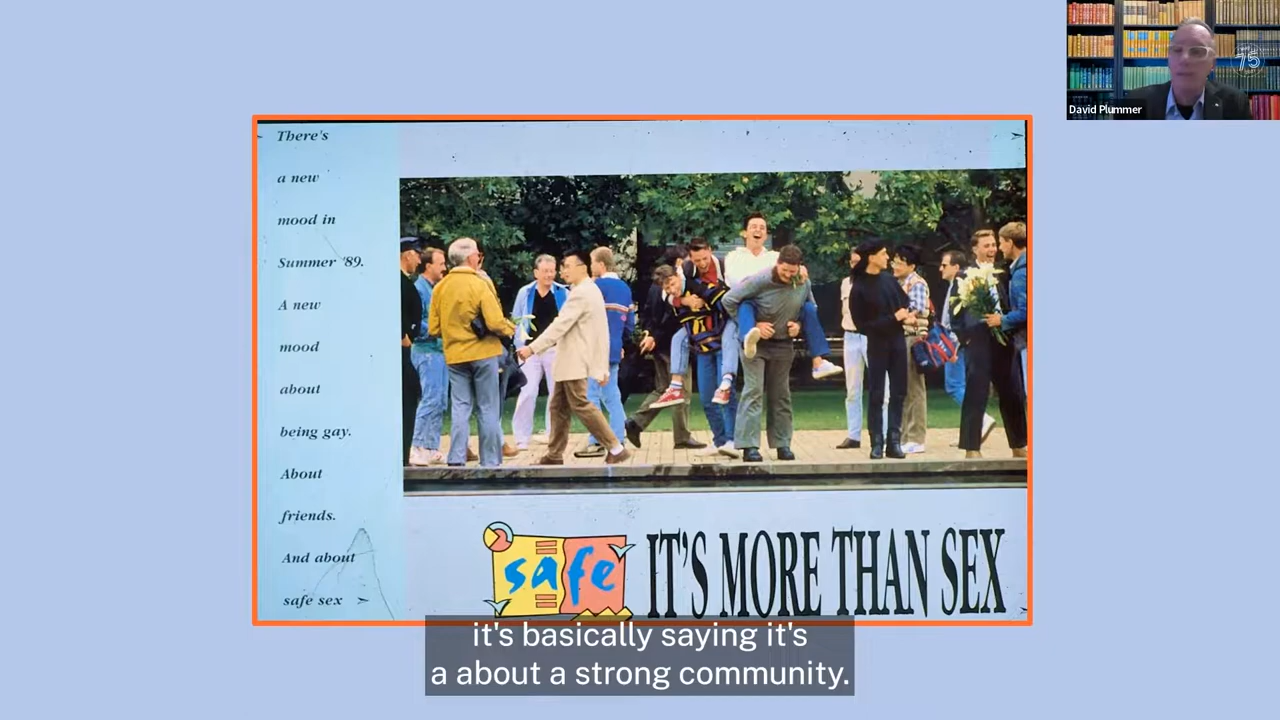 75
David Plummer
There's
a new
mood in
Summer '89.
A new
mood
about
being gay.
About
friends.
And about
safe sex
safe
IT'S MORE THAN SEX
it's basically saying it's
a about a strong community.